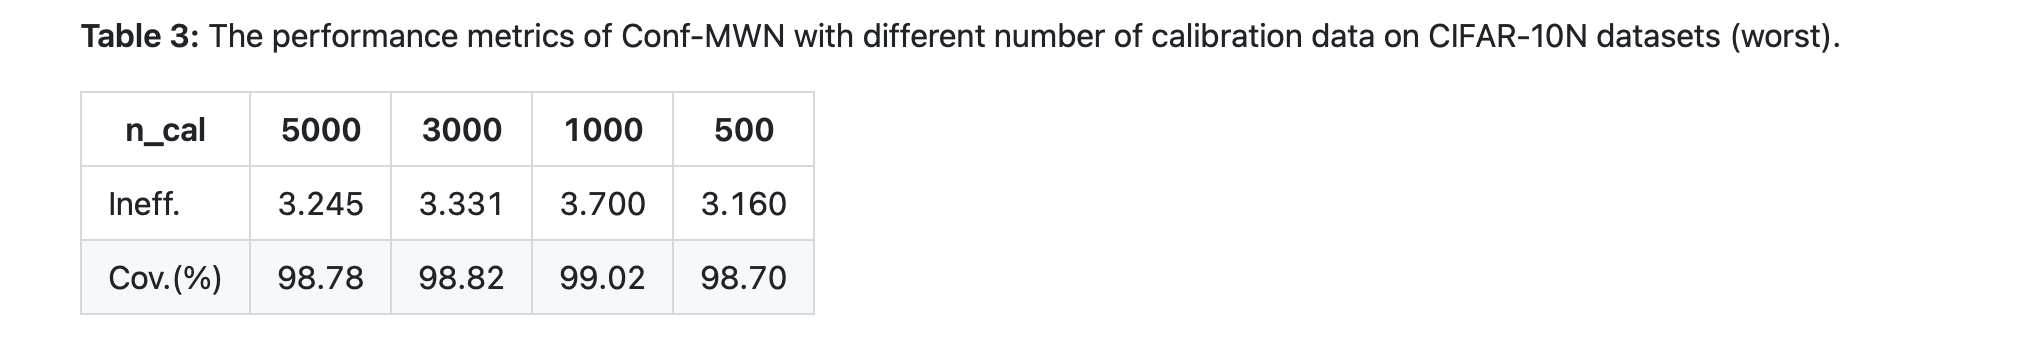 Table 3: The performance metrics of Conf-MWN with different number of calibration data on CIFAR-10N datasets (worst).
n_cal 5000 3000 1000 500
Ineff. 3.245 3.331 3.700 3.160
Cov.(%) 98.78 98.82 99.02 98.70